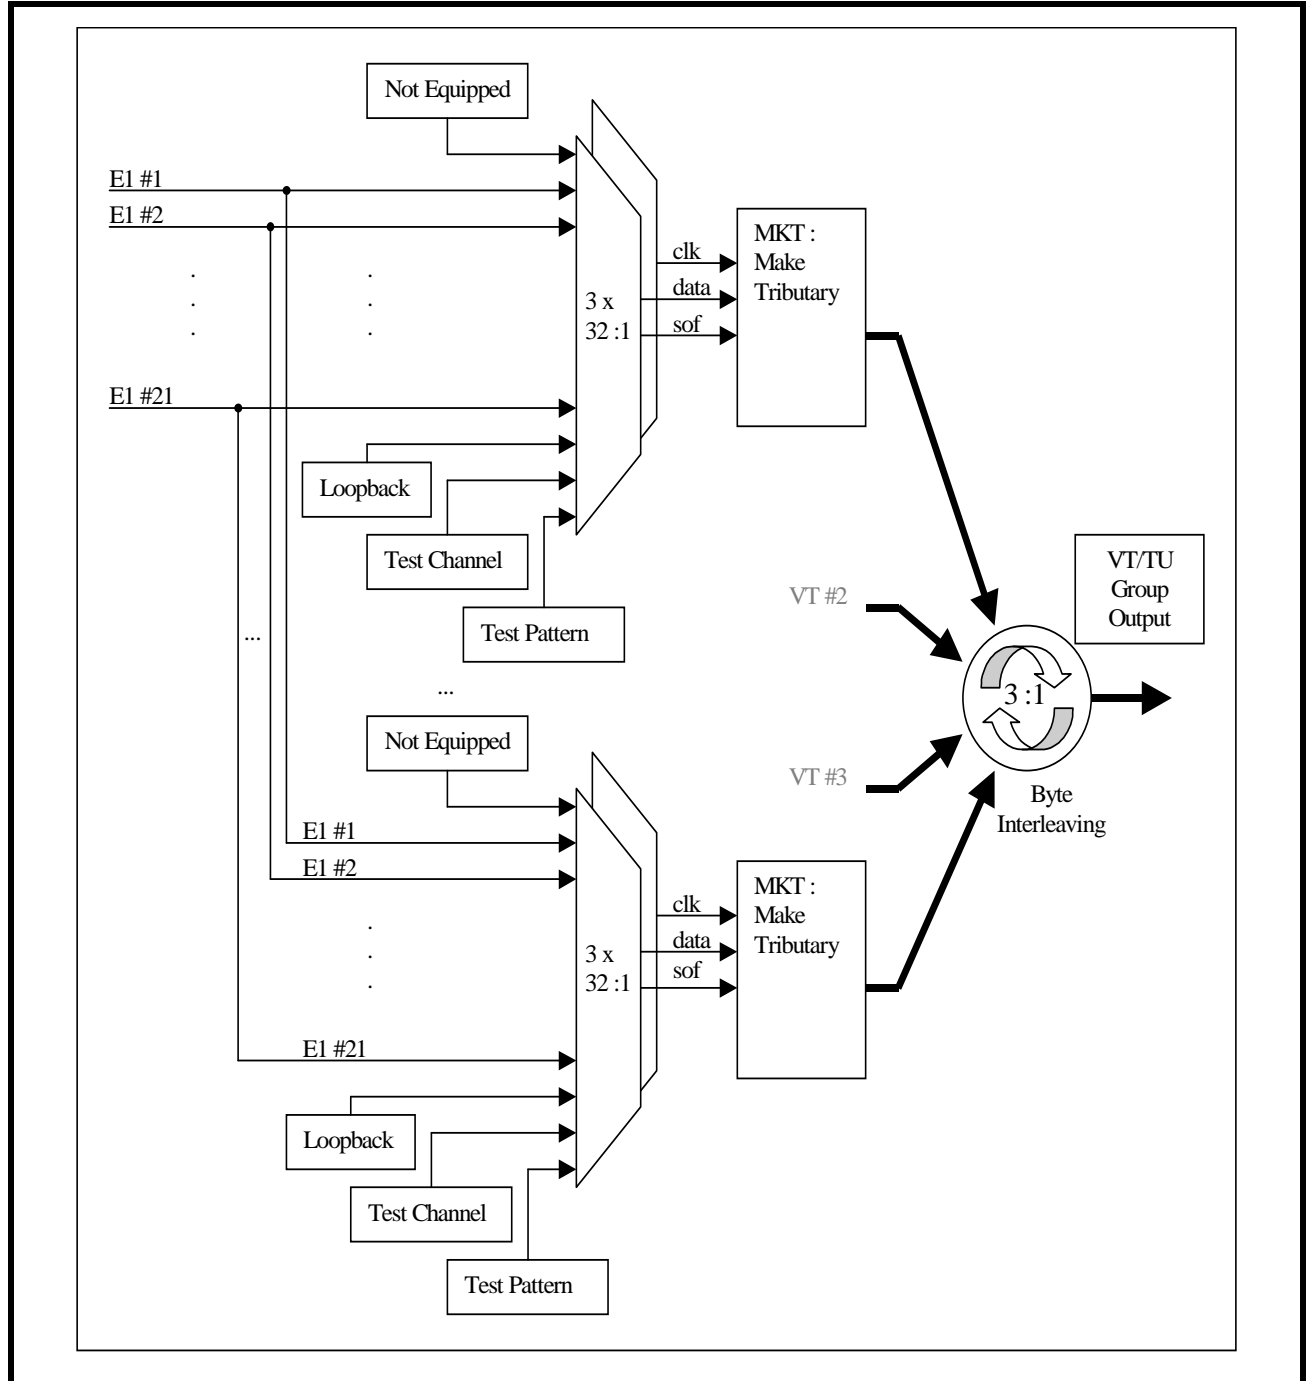 Not Equipped
E1 #1
E1 #2
.
.
.
.
.
.
E1 #21
3 x
32 :1
clk
data
sof
MKT :
Make
Tributary
Loopback
Test Channel
Test Pattern
...
...
VT #2
VT #3
3 :1
VT/TU
Group
Output
Byte
Interleaving
Not Equipped
E1 #1
E1 #2
.
.
.
E1 #21
3 x
32 :1
clk
data
sof
MKT :
Make
Tributary
Loopback
Test Channel
Test Pattern